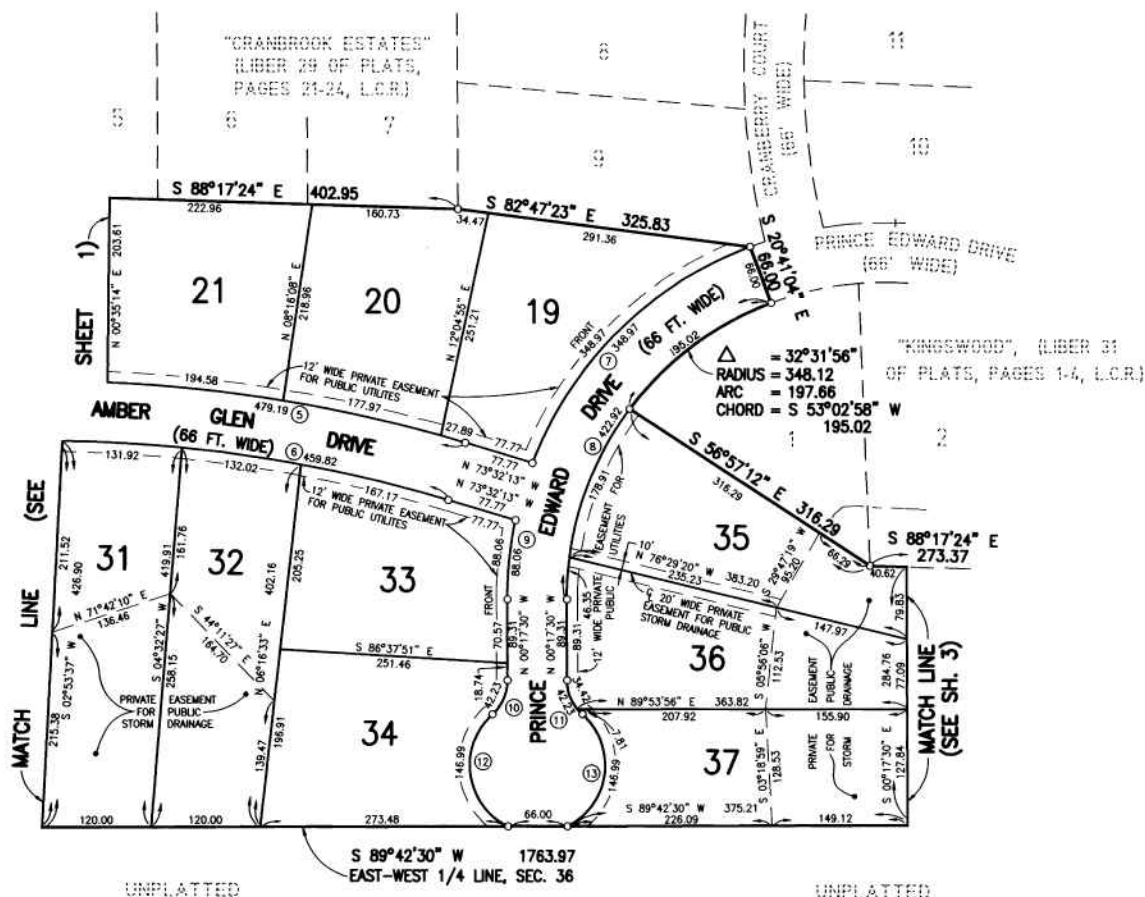 "CRANBROOK ESTATES"
(LIBER 29 OF PLATS,
PAGES 21-24, L.C.R.)
5
6
7
8
9
11
10
CRANBERRY COURT
(66' WIDE)
PRINCE EDWARD DRIVE
(66' WIDE)
"KINGSWOOD", (LIBER 31
OF PLATS, PAGES 1-4, L.C.R.)
1
2
S 88°17'24" E 402.95
222.96
160.73
34.47
S 82°47'23" E 325.83
291.36
S 20°41'04" E
66.00
66.00
SHEET 1)
N 00°35'14" E 203.61
21
N 08°16'08" E
218.96
20
N 12°04'55" E
251.21
19
FRONT
348.97
348.97
7
(66 FT. WIDE)
195.02
△ = 32°31'56"
RADIUS = 348.12
ARC = 197.66
CHORD = S 53°02'58" W
195.02
194.58
12' WIDE PRIVATE EASEMENT
FOR PUBLIC UTILITES
177.97
479.19
5
27.89
77.77
77.77
AMBER GLEN DRIVE
(66 FT. WIDE)
6
459.82
N 73°32'13" W
N 73°32'13" W
77.77
77.77
131.92
132.02
167.17
12' WIDE PRIVATE EASEMENT
FOR PUBLIC UTILITES
PRINCE EDWARD DRIVE
422.92
8
178.91
EASEMENT FOR
UTILITIES
S 56°57'12" E
316.29
316.29
66.29
S 88°17'24" E
273.37
40.62
MATCH LINE (SEE
211.52
426.90
31
161.76
419.91
32
205.25
402.16
33
9
88.06
88.06
FRONT
70.57
89.31
N 00°17'30" W
89.31
N 00°17'30" W
89.31
46.35
12' WIDE PRIVATE
PUBLIC
35
10'
N 76°29'20" W 383.20
235.23
S 29°47'19" W
95.20
℄ 20' WIDE PRIVATE
EASEMENT FOR PUBLIC
STORM DRAINAGE
147.97
79.83
N 71°42'10" E
136.46
S 44°11'27" E
164.70
S 02°53'37" W
215.38
S 04°32'27" W
258.15
N 06°16'33" E
196.91
139.47
PRIVATE EASEMENT
FOR PUBLIC
STORM DRAINAGE
S 86°37'51" E
251.46
18.74
42.23
10
34
146.99
12
34.42
42.23
11
36
S 05°56'06" W
112.53
EASEMENT
PUBLIC
DRAINAGE
284.76
77.09
N 89°53'56" E 363.82
207.92
155.90
7.81
146.99
13
37
S 03°18'59" W
128.53
PRIVATE
FOR
STORM
S 00°17'30" E
127.84
MATCH LINE
(SEE SH. 3)
S 89°42'30" W 375.21
226.09
149.12
120.00
120.00
273.48
66.00
S 89°42'30" W 1763.97
EAST-WEST 1/4 LINE, SEC. 36
UNPLATTED
UNPLATTED